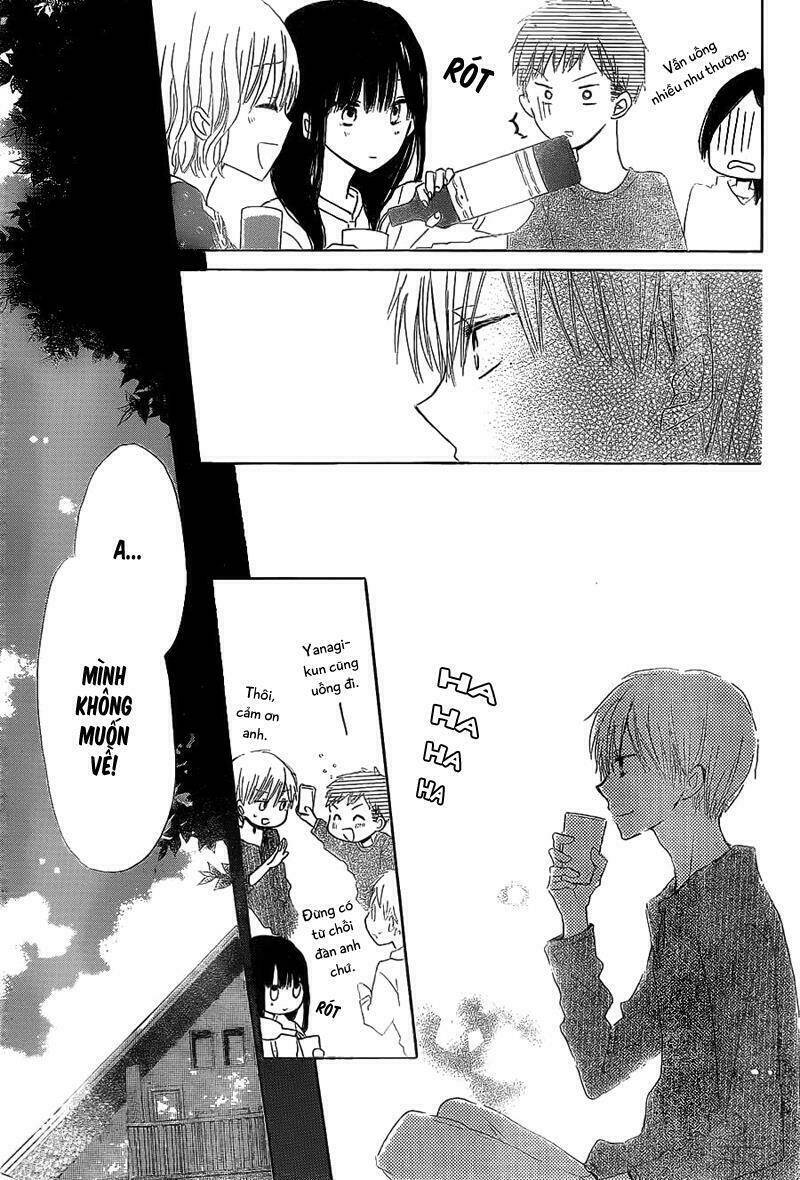 RÓT
Vẫn uống
nhiều như thường.
HA
HA
HA
HA
Yanagi-
kun cũng
uống đi.
Thôi,
cảm ơn
anh.
Đừng có
từ chối
đàn anh
chứ.
RÓT
A...
MÌNH
KHÔNG
MUỐN
VỀ!